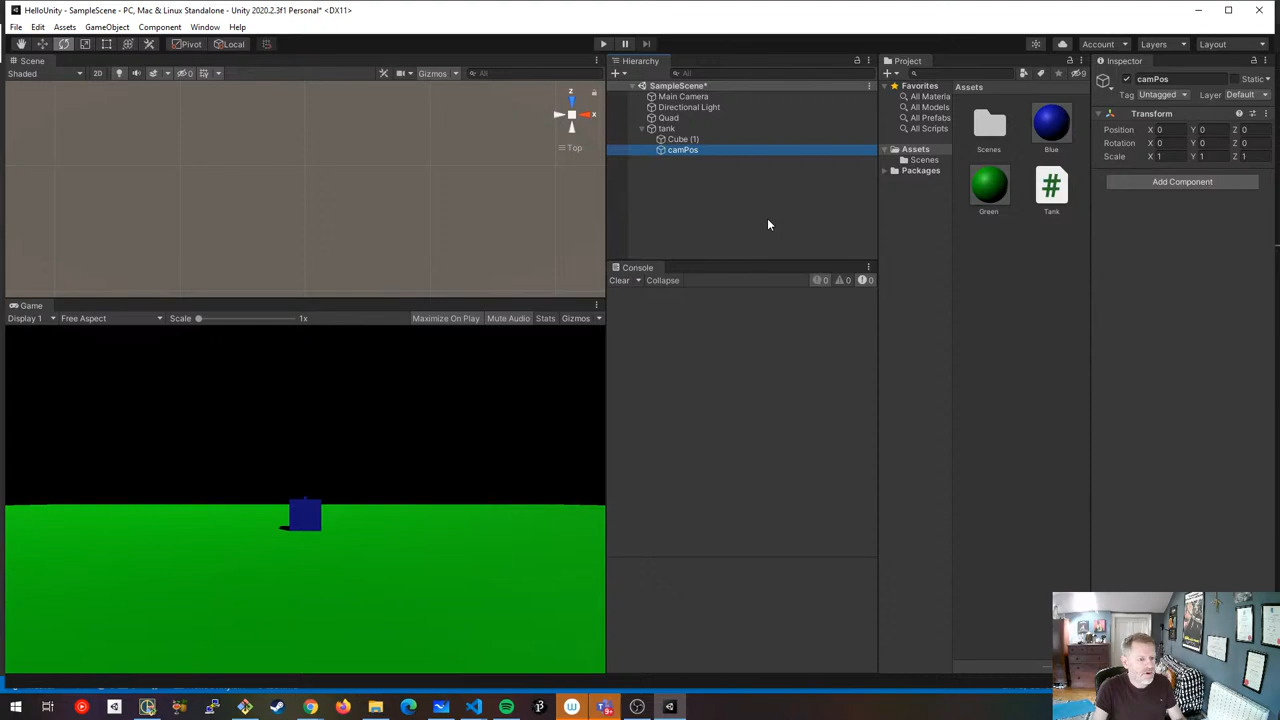 HelloUnity - SampleScene - PC, Mac & Linux Standalone - Unity 2020.2.3f1 Personal* <DX11>
File Edit Assets GameObject Component Window Help
Pivot Local Account Layers Layout
Scene
Shaded 2D Gizmos All
z
x
Top
Game
Display 1 Free Aspect Scale 1x Maximize On Play Mute Audio Stats Gizmos
Hierarchy
All
SampleScene*
Main Camera
Directional Light
Quad
tank
Cube (1)
camPos
Console
Clear Collapse 0 0 0
Project
9
Favorites
All Materia
All Models
All Prefabs
All Scripts
Assets
Scenes
Packages
Assets
Scenes
Blue
Green
Tank
Inspector
camPos Static
Tag Untagged Layer Default
Transform
Position X 0 Y 0 Z 0
Rotation X 0 Y 0 Z 0
Scale X 1 Y 1 Z 1
Add Component